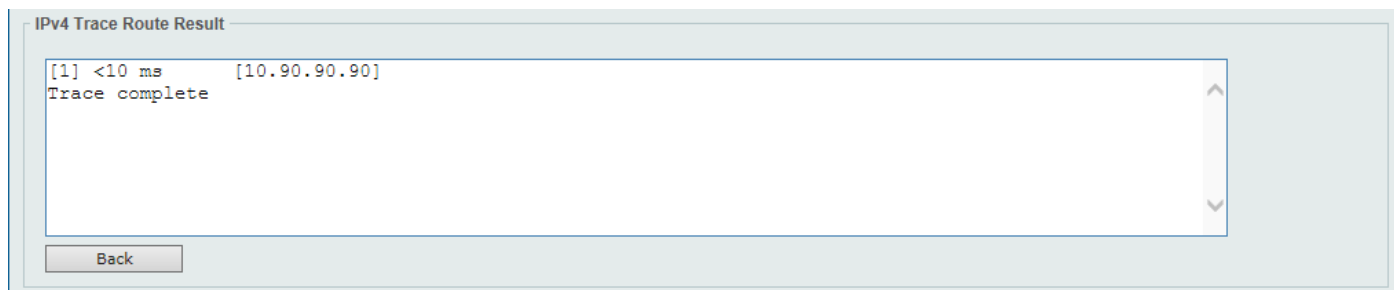 IPv4 Trace Route Result
[1] <10 ms [10.90.90.90]
Trace complete
Back